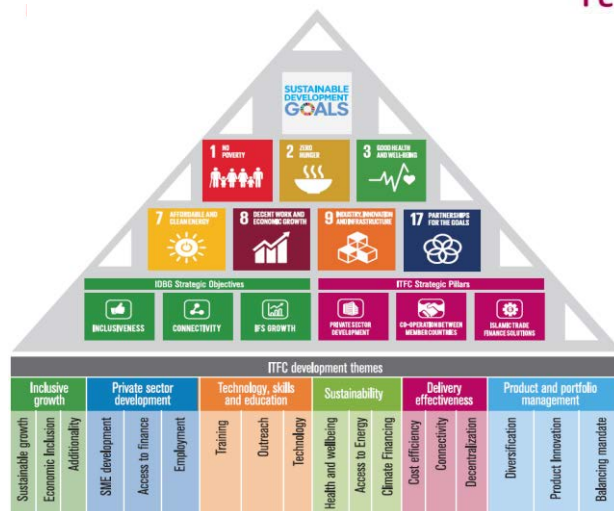 SUSTAINABLE
DEVELOPMENT
GOALS
1 NO
POVERTY
2 ZERO
HUNGER
3 GOOD HEALTH
AND WELL-BEING
7 AFFORDABLE AND
CLEAN ENERGY
8 DECENT WORK AND
ECONOMIC GROWTH
9 INDUSTRY, INNOVATION
AND INFRASTRUCTURE
17 PARTNERSHIPS
FOR THE GOALS
IDBG Strategic Objectives
ITFC Strategic Pillars
INCLUSIVENESS
CONNECTIVITY
IFS GROWTH
PRIVATE SECTOR
DEVELOPMENT
CO-OPERATION BETWEEN
MEMBER COUNTRIES
ISLAMIC TRADE
FINANCE SOLUTIONS
ITFC development themes
Inclusive
growth
Private sector
development
Technology, skills
and education
Sustainability
Delivery
effectiveness
Product and portfolio
management
Sustainable growth
Economic Inclusion
Additionality
SME development
Access to finance
Employment
Training
Outreach
Technology
Health and wellbeing
Access to Energy
Climate Financing
Cost efficiency
Connectivity
Decentralization
Diversification
Product Innovation
Balancing mandate